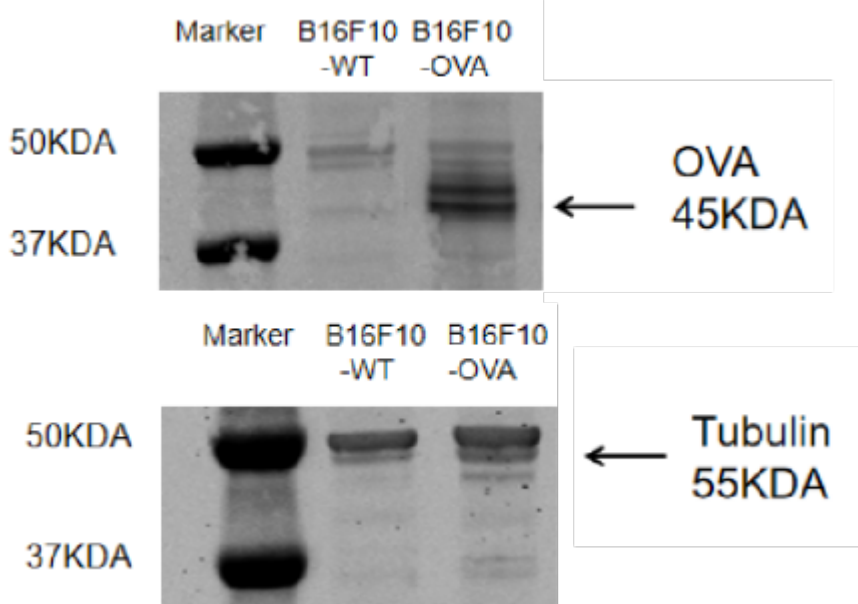 Marker B16F10 B16F10
-WT -OVA
50KDA
OVA
45KDA
37KDA
Marker B16F10 B16F10
-WT -OVA
50KDA
Tubulin
55KDA
37KDA